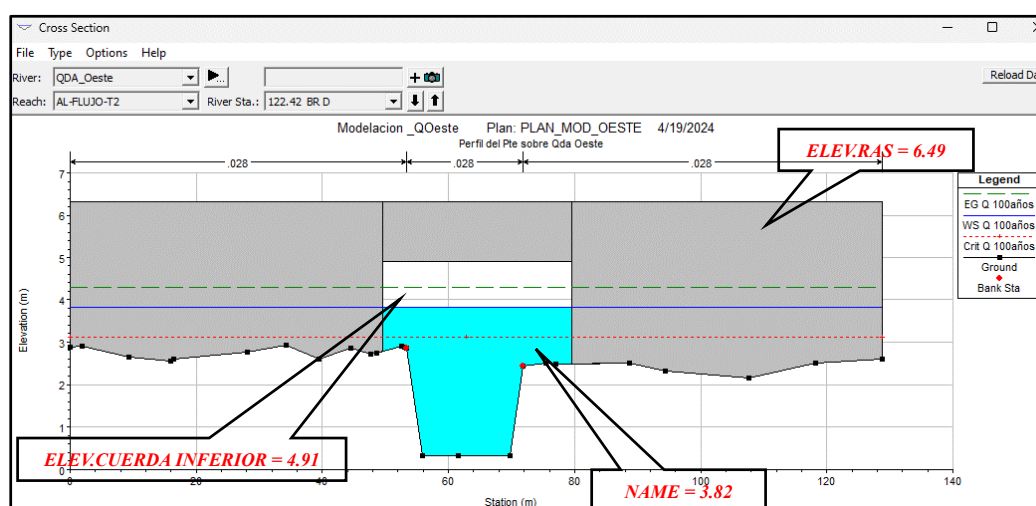 Cross Section
File Type Options Help
River: QDA_Oeste
Reload Da
Reach: AL-FLUJO-T2 River Sta.: 122.42 BR D
Modelacion _QOeste Plan: PLAN_MOD_OESTE 4/19/2024
Perfil del Pte sobre Qda Oeste
.028 .028 .028
ELEV.RAS = 6.49
Legend
EG Q 100años
WS Q 100años
Crit Q 100años
Ground
Bank Sta
7
6
5
4
3
2
1
0
Elevation (m)
ELEV.CUERDA INFERIOR = 4.91
NAME = 3.82
0 20 40 60 80 100 120 140
Station (m)